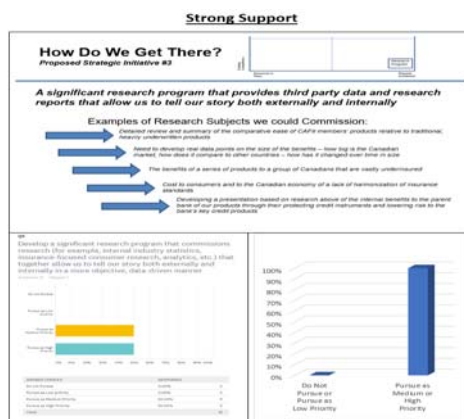 Strong Support
How Do We Get There?
Proposed Strategic Initiative #3
A significant research program that provides third party data and research
reports that allow us to tell our story both externally and internally
Examples of Research Subjects we could Commission:
Detailed review and summary of the comparative ease of CAFII members' products relative to traditional,
heavily underwritten products
Need to develop real data points on the size of the benefits – how big is the Canadian
market, how does it compare to other countries – how has it changed over time in size
The benefits of a series of products to a group of Canadians that are vastly underinsured
Cost to consumers and to the Canadian economy of a lack of harmonization of insurance
standards
Developing a presentation based on research above of the internal benefits to the parent
bank of our products through their protecting credit instruments and lowering risk to the
bank's key credit products
Develop a significant research program that commissions
research (for example, internal industry statistics,
insurance-focused consumer research, analytics, etc.) that
together allow us to tell our story both externally and
internally in a more objective, data driven manner
100%
90%
80%
70%
60%
50%
40%
30%
20%
10%
0%
Do Not
Pursue or
Pursue as
Low Priority
Pursue as
Medium or
High
Priority